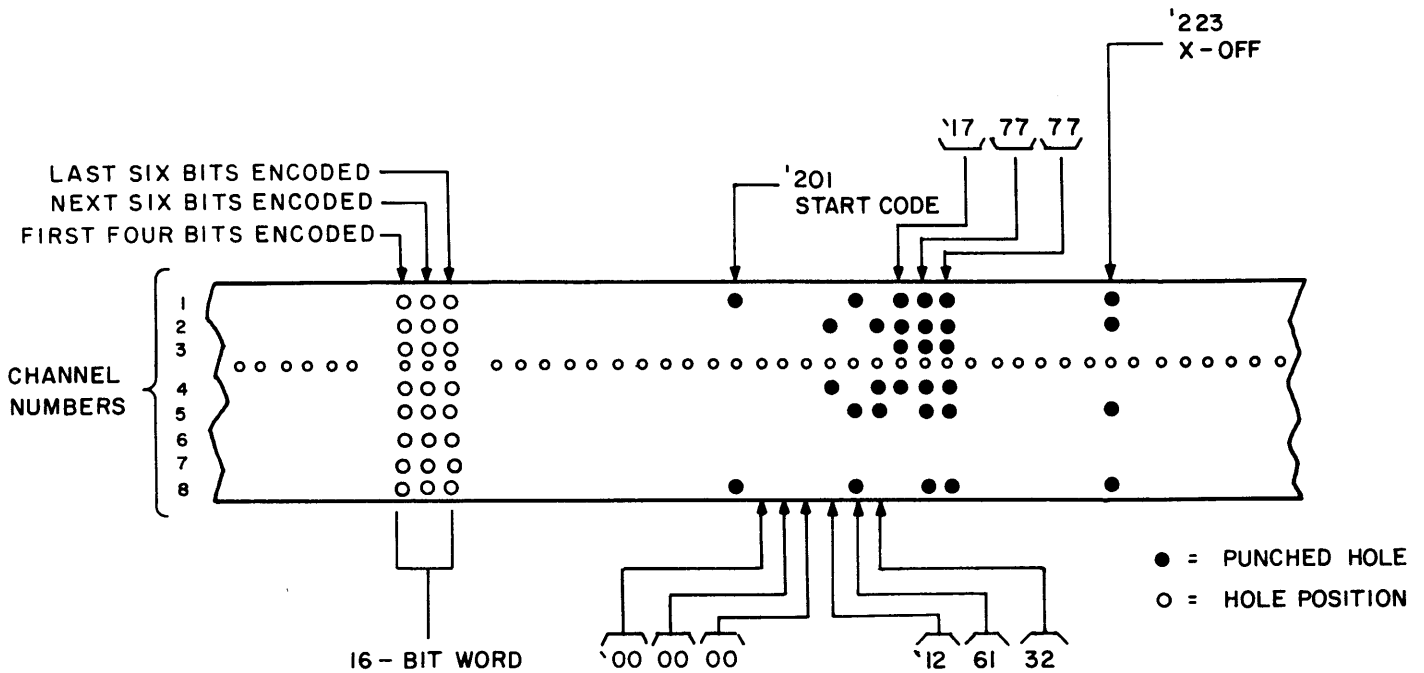 '223
X-OFF
'17 77 77
LAST SIX BITS ENCODED
NEXT SIX BITS ENCODED
FIRST FOUR BITS ENCODED
'201
START CODE
CHANNEL
NUMBERS
1
2
3
4
5
6
7
8
● = PUNCHED HOLE
○ = HOLE POSITION
16-BIT WORD
'00 00 00
'12 61 32